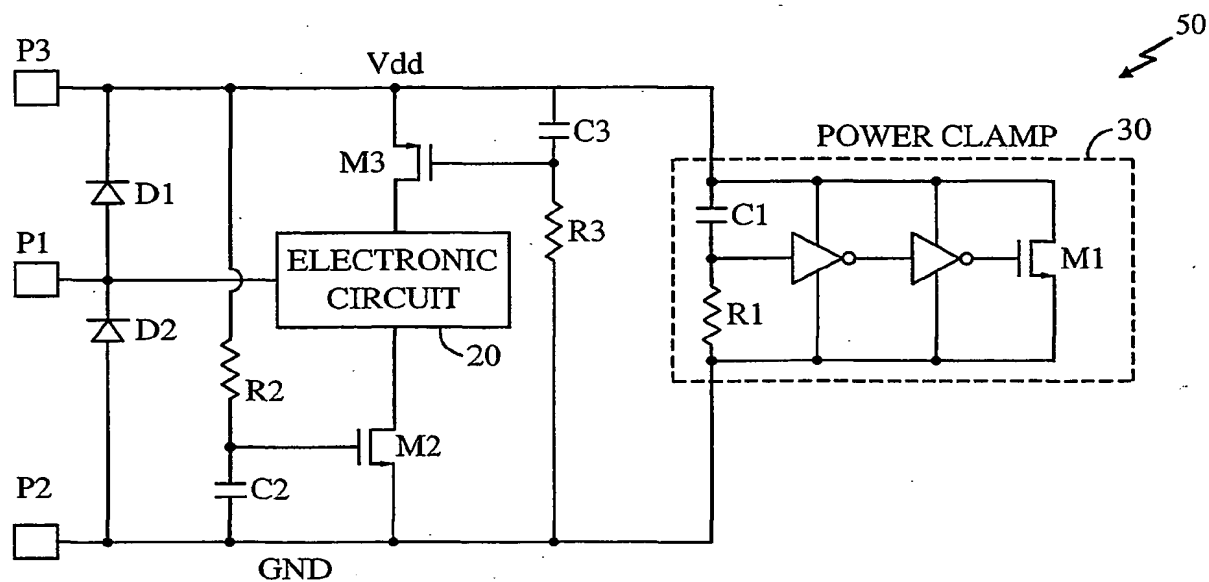 50
P3
Vdd
C3
POWER CLAMP
30
M3
D1
C1
R3
P1
ELECTRONIC
CIRCUIT
M1
D2
R1
20
R2
M2
P2
C2
GND